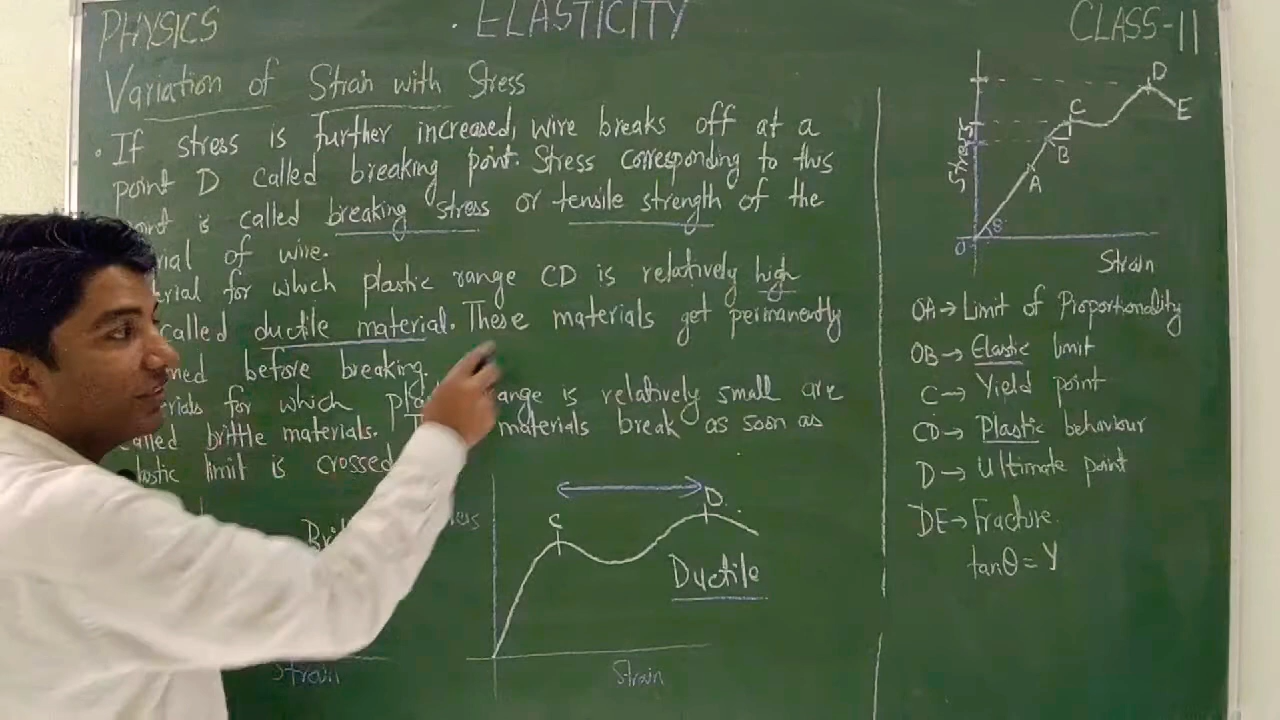 PHYSICS
ELASTICITY
CLASS-11
Variation of Strain with Stress
• If stress is further increased, wire breaks off at a
point D called breaking point. Stress corresponding to this
is called breaking stress or tensile strength of the
of wire.
for which plastic range CD is relatively high
called ductile material. These materials get permanently
before breaking.
for which range is relatively small are
brittle materials. materials break as soon as
limit is crossed
Strain
C
D
Ductile
Strain
Stress
D
E
C
B
A
O
θ
Strain
OA → Limit of Proportionality
OB → Elastic limit
C → Yield point
CD → Plastic behaviour
D → Ultimate point
DE → Fracture
tanθ = Y